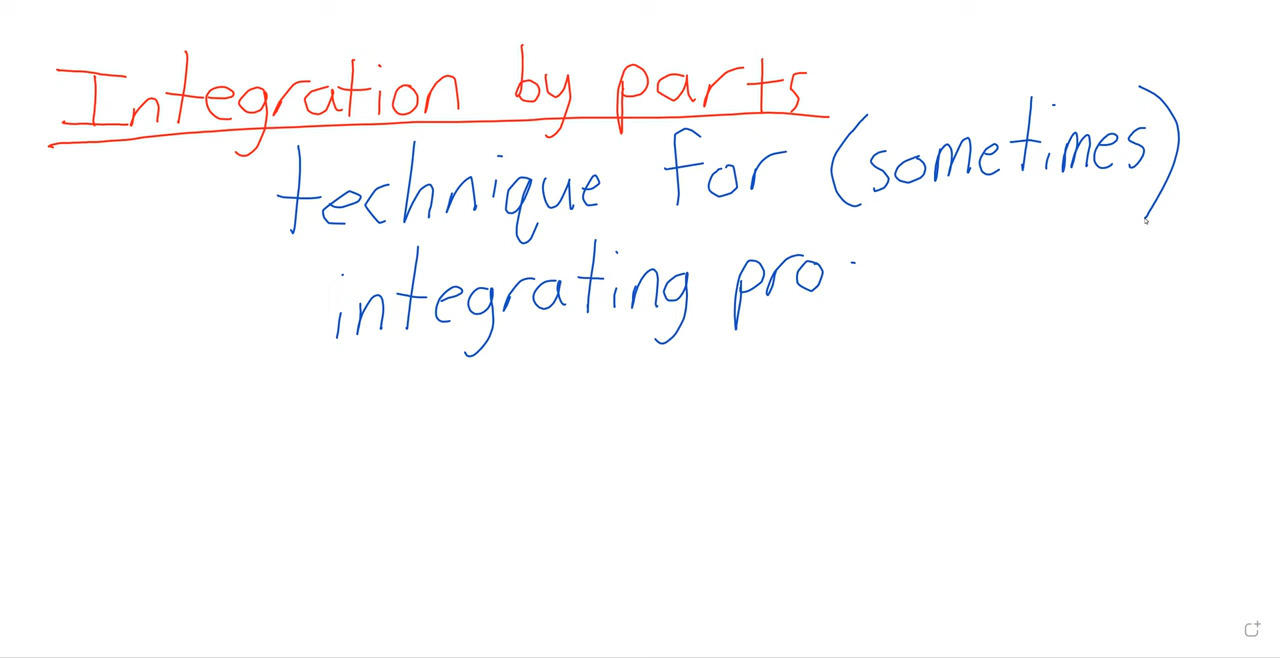 Integration by parts
technique for (sometimes)
integrating pro